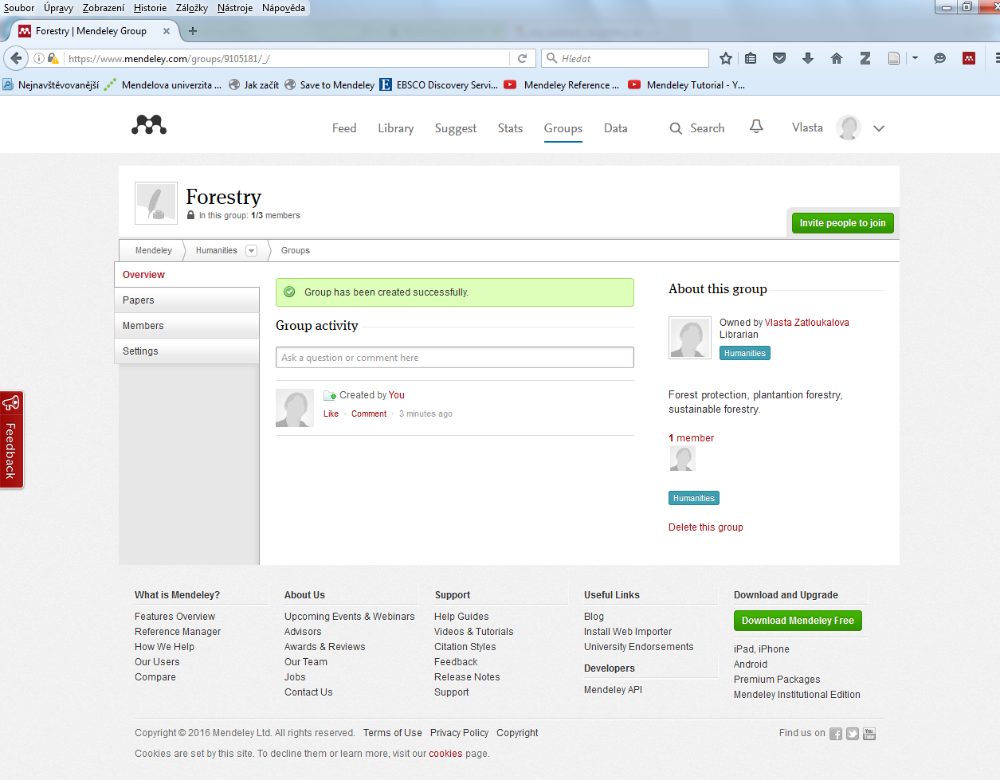 Soubor Úpravy Zobrazení Historie Záložky Nástroje Nápověda
Forestry | Mendeley Group
https://www.mendeley.com/groups/9105181/_/
Hledat
Nejnavštěvovanější Mendelova univerzita ... Jak začít Save to Mendeley EBSCO Discovery Servi... Mendeley Reference ... Mendeley Tutorial - Y...
Feed Library Suggest Stats Groups Data Search Vlasta
Forestry
In this group: 1/3 members
Invite people to join
Mendeley Humanities Groups
Overview
Papers
Members
Settings
Group has been created successfully.
Group activity
Ask a question or comment here
Created by You
Like · Comment · 3 minutes ago
About this group
Owned by Vlasta Zatloukalova
Librarian
Humanities
Forest protection, plantantion forestry,
sustainable forestry.
1 member
Humanities
Delete this group
Feedback
What is Mendeley?
Features Overview
Reference Manager
How We Help
Our Users
Compare
About Us
Upcoming Events & Webinars
Advisors
Awards & Reviews
Our Team
Jobs
Contact Us
Support
Help Guides
Videos & Tutorials
Citation Styles
Feedback
Release Notes
Support
Useful Links
Blog
Install Web Importer
University Endorsements
Developers
Mendeley API
Download and Upgrade
Download Mendeley Free
iPad, iPhone
Android
Premium Packages
Mendeley Institutional Edition
Copyright © 2016 Mendeley Ltd. All rights reserved. Terms of Use Privacy Policy Copyright
Find us on
Cookies are set by this site. To decline them or learn more, visit our cookies page.